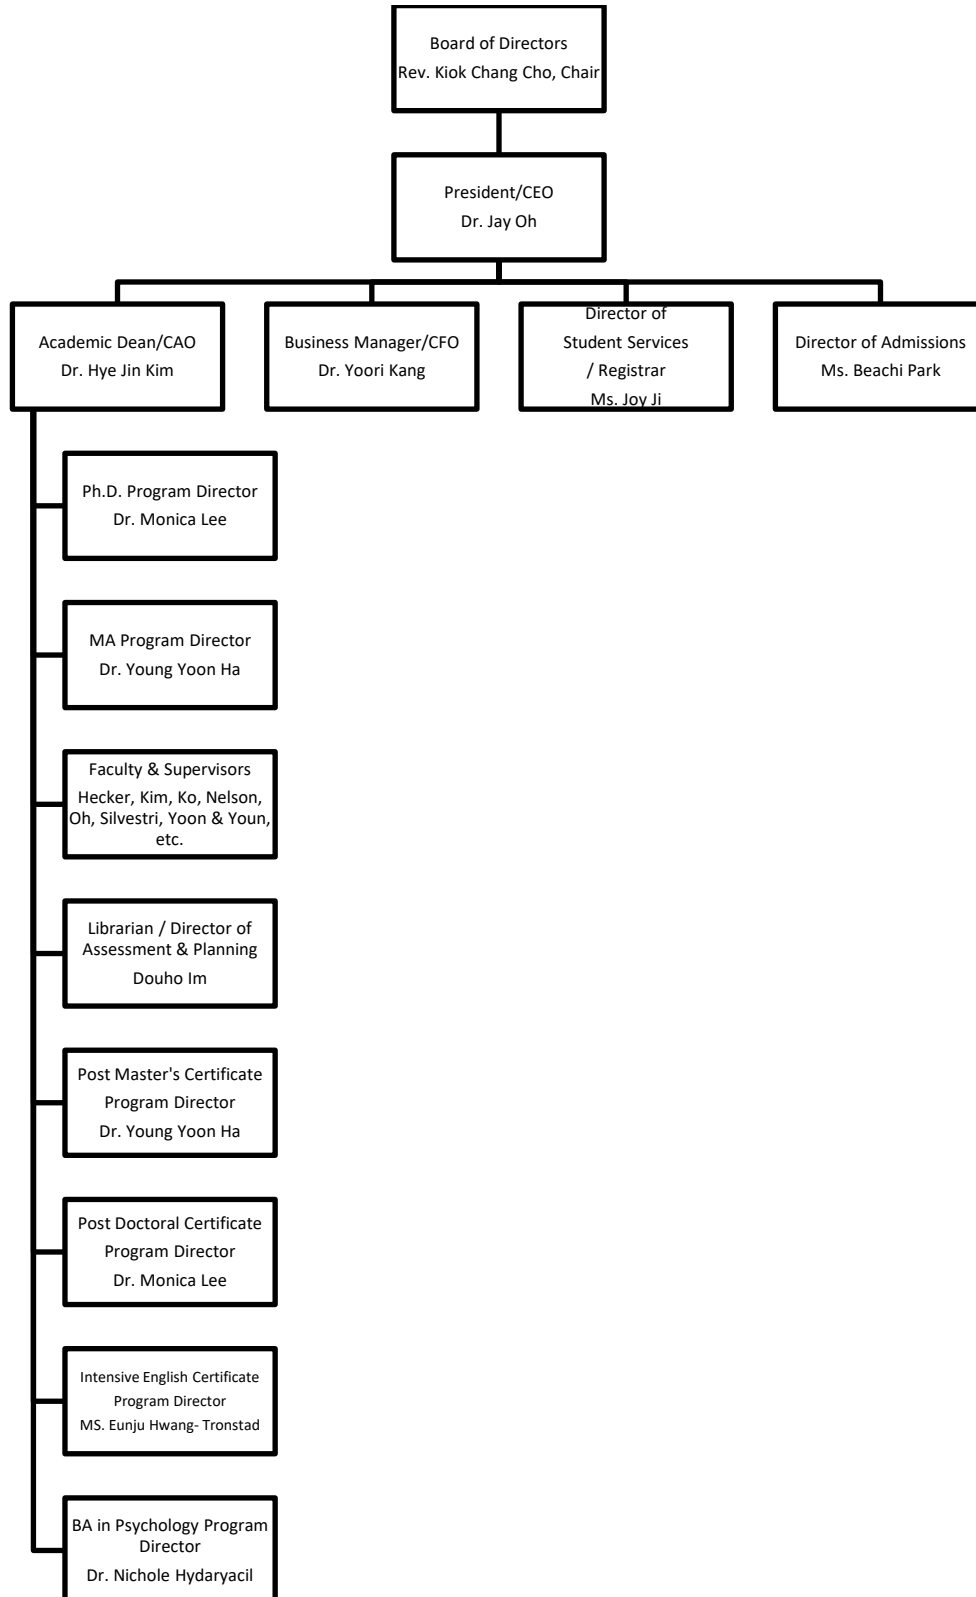 Board of Directors
Rev. Kiok Chang Cho, Chair
President/CEO
Dr. Jay Oh
Academic Dean/CAO
Dr. Hye Jin Kim
Business Manager/CFO
Dr. Yoori Kang
Director of
Student Services
/ Registrar
Ms. Joy Ji
Director of Admissions
Ms. Beachi Park
Ph.D. Program Director
Dr. Monica Lee
MA Program Director
Dr. Young Yoon Ha
Faculty & Supervisors
Hecker, Kim, Ko, Nelson,
Oh, Silvestri, Yoon & Youn,
etc.
Librarian / Director of
Assessment & Planning
Douho Im
Post Master's Certificate
Program Director
Dr. Young Yoon Ha
Post Doctoral Certificate
Program Director
Dr. Monica Lee
Intensive English Certificate
Program Director
MS. Eunju Hwang- Tronstad
BA in Psychology Program
Director
Dr. Nichole Hydaryacil